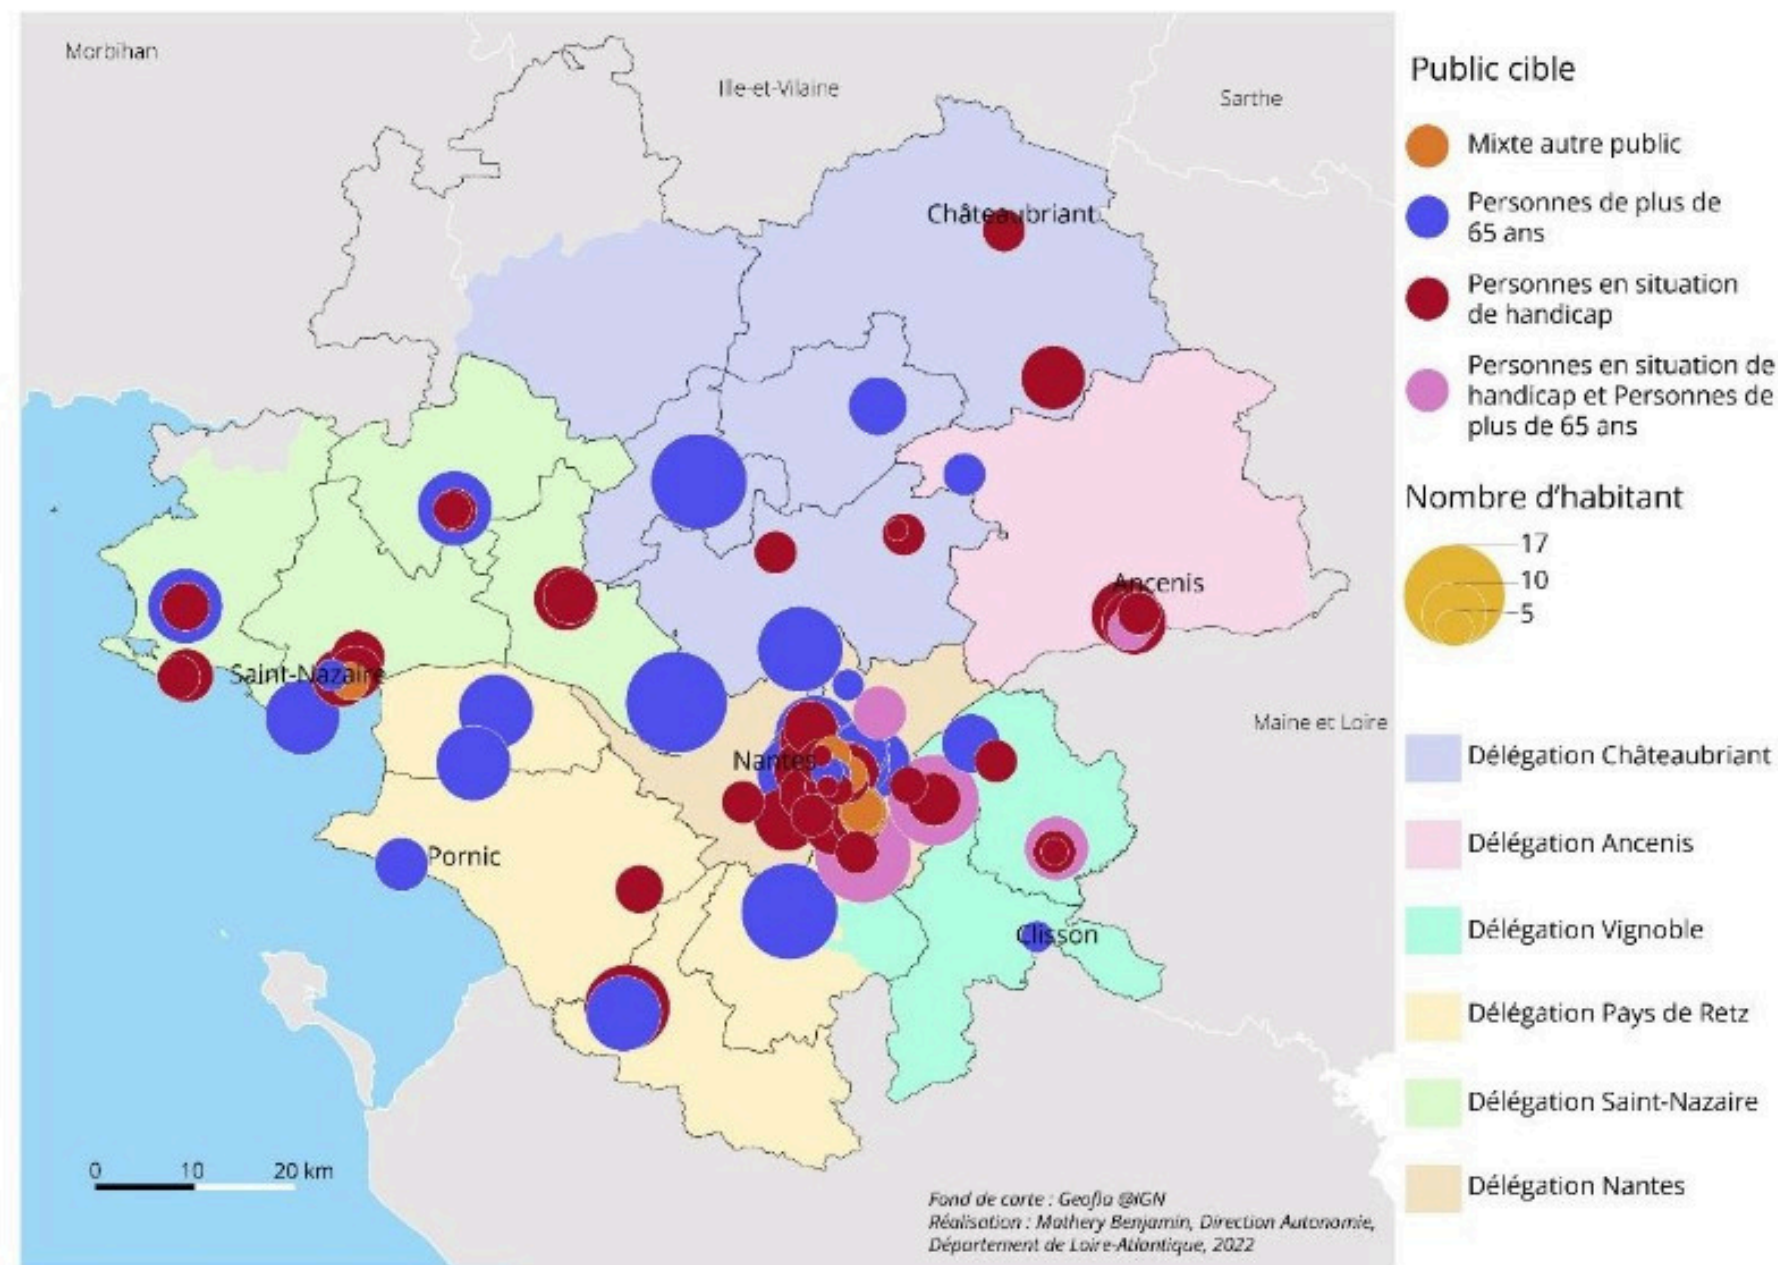 Morbihan
Ille-et-Vilaine
Sarthe
Châteaubriant
Ancenis
Saint-Nazaire
Nantes
Maine et Loire
Pornic
Clisson
0 10 20 km
Fond de carte : Geofla @IGN
Réalisation : Mathery Benjamin, Direction Autonomie,
Département de Loire-Atlantique, 2022
Public cible
Mixte autre public
Personnes de plus de
65 ans
Personnes en situation
de handicap
Personnes en situation de
handicap et Personnes de
plus de 65 ans
Nombre d'habitant
17
10
5
Délégation Châteaubriant
Délégation Ancenis
Délégation Vignoble
Délégation Pays de Retz
Délégation Saint-Nazaire
Délégation Nantes